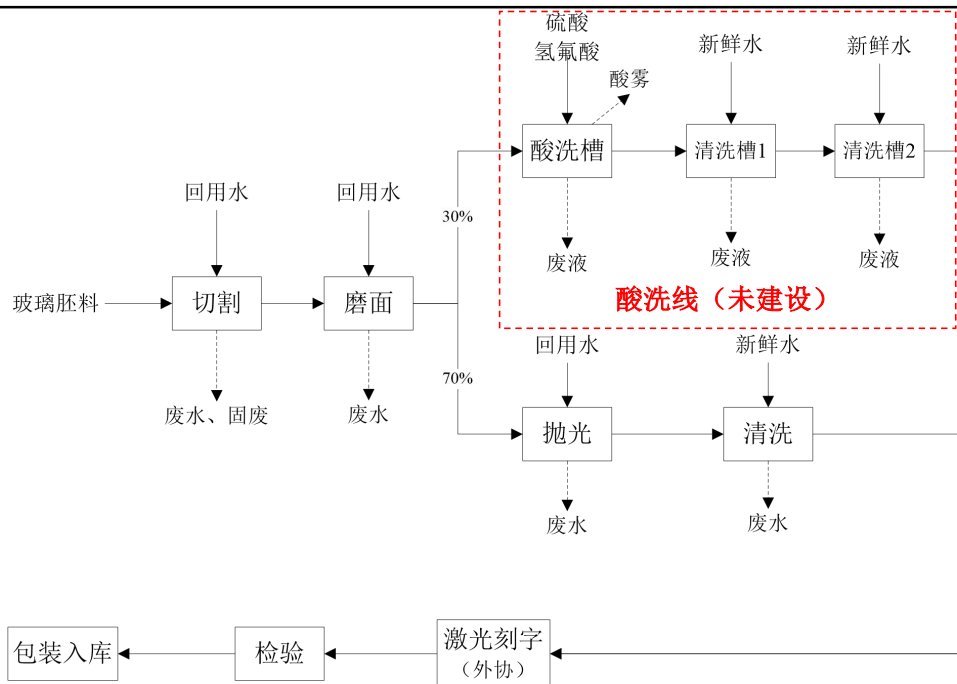 硫酸
氢氟酸
新鲜水
新鲜水
酸雾
酸洗槽
清洗槽1
清洗槽2
回用水
回用水
30%
废液
废液
废液
玻璃胚料
切割
磨面
酸洗线（未建设）
回用水
新鲜水
70%
废水、固废
废水
抛光
清洗
废水
废水
包装入库
检验
激光刻字
（外协）